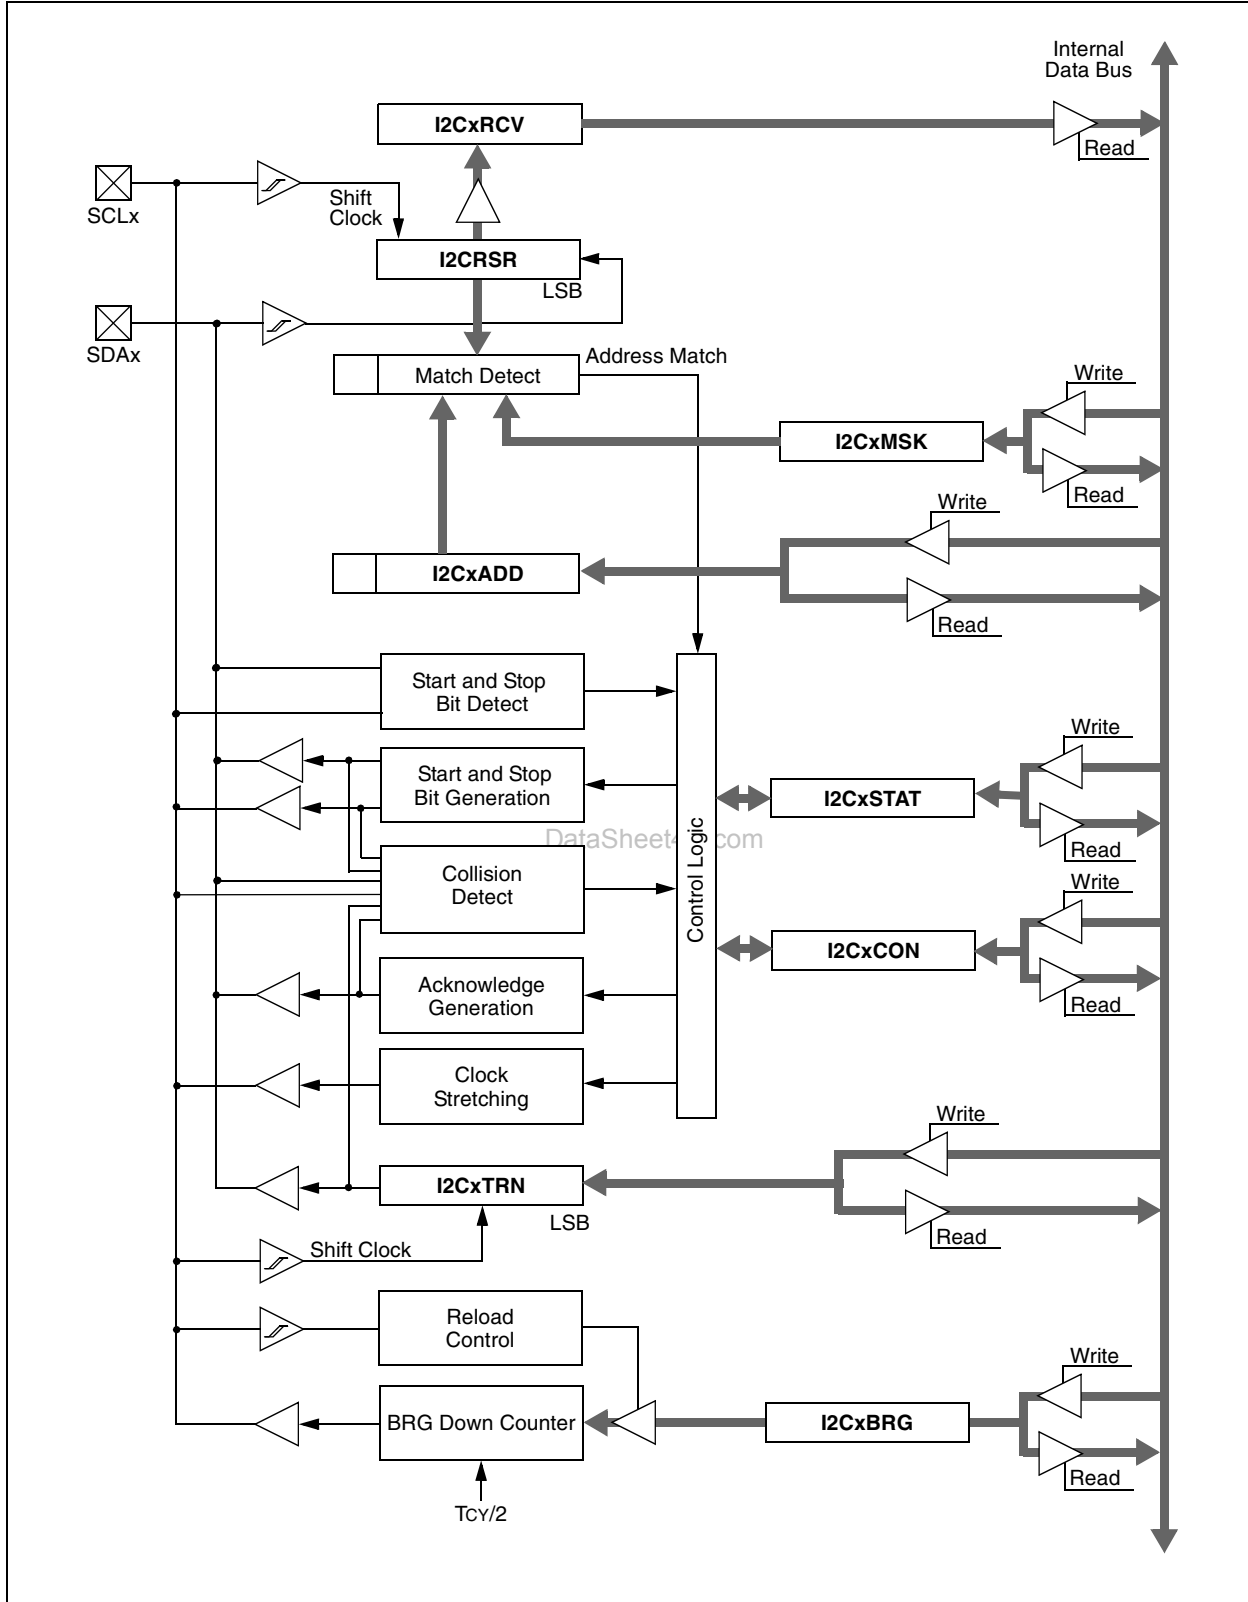 Internal
Data Bus
I2CxRCV
Read
SCLx
Shift
Clock
I2CRSR
LSB
SDAx
Address Match
Match Detect
Write
I2CxMSK
Read
Write
I2CxADD
Read
Start and Stop
Bit Detect
Start and Stop
Bit Generation
Write
I2CxSTAT
Read
Control Logic
Collision
Detect
Write
I2CxCON
Read
Acknowledge
Generation
Clock
Stretching
Write
I2CxTRN
LSB
Read
Shift Clock
Reload
Control
Write
BRG Down Counter
I2CxBRG
Read
TCY/2